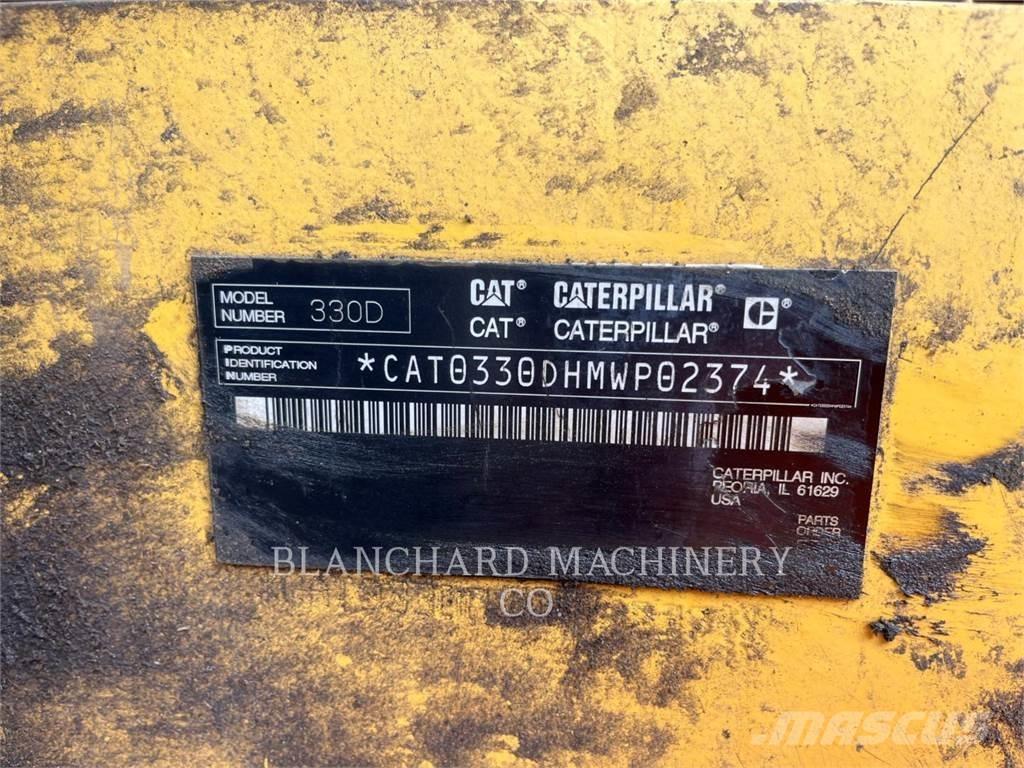 MODEL NUMBER 330D
CAT® CATERPILLAR® ®
CAT® CATERPILLAR®
PRODUCT
IDENTIFICATION
NUMBER
*CAT0330DHMWP02374*
CATERPILLAR INC.
PEORIA, IL 61629
USA
PARTS
ORDER
BLANCHARD MACHINERY
CO.
MASCUS